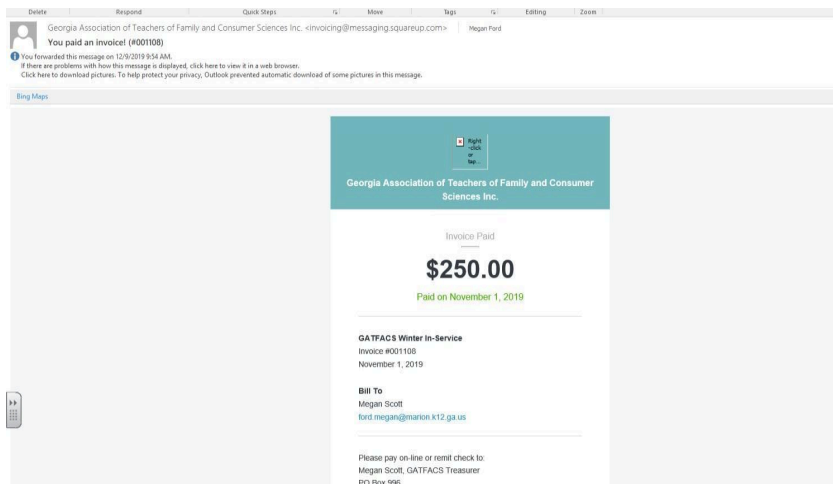 Delete Respond Quick Steps Move Tags Editing Zoom
Georgia Association of Teachers of Family and Consumer Sciences Inc. <invoicing@messaging.squareup.com> Megan Ford
You paid an invoice! (#001108)
You forwarded this message on 12/9/2019 9:54 AM.
If there are problems with how this message is displayed, click here to view it in a web browser.
Click here to download pictures. To help protect your privacy, Outlook prevented automatic download of some pictures in this message.
Bing Maps
Right
-click
or
tap...
Georgia Association of Teachers of Family and Consumer
Sciences Inc.
Invoice Paid
$250.00
Paid on November 1, 2019
GATFACS Winter In-Service
Invoice #001108
November 1, 2019
Bill To
Megan Scott
ford.megan@marion.k12.ga.us
Please pay on-line or remit check to:
Megan Scott, GATFACS Treasurer
PO Box 996